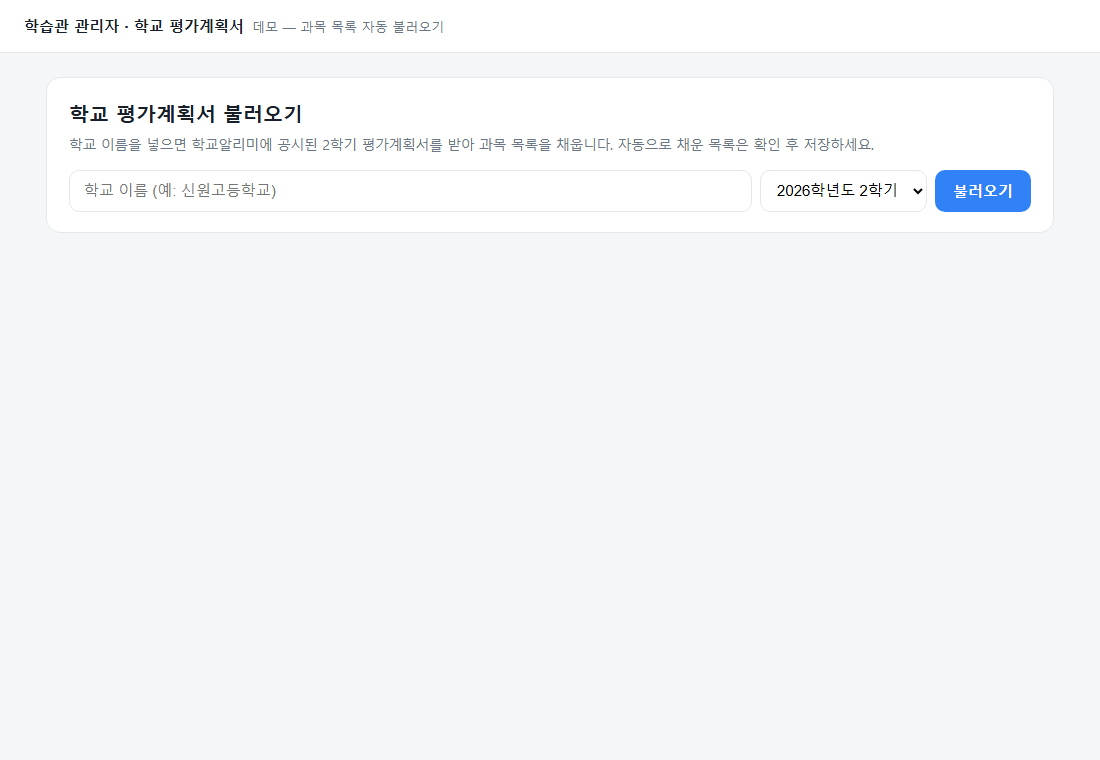 학습관 관리자 · 학교 평가계획서 데모 — 과목 목록 자동 불러오기
학교 평가계획서 불러오기
학교 이름을 넣으면 학교알리미에 공시된 2학기 평가계획서를 받아 과목 목록을 채웁니다. 자동으로 채운 목록은 확인 후 저장하세요.
학교 이름 (예: 신원고등학교) 2026학년도 2학기 불러오기